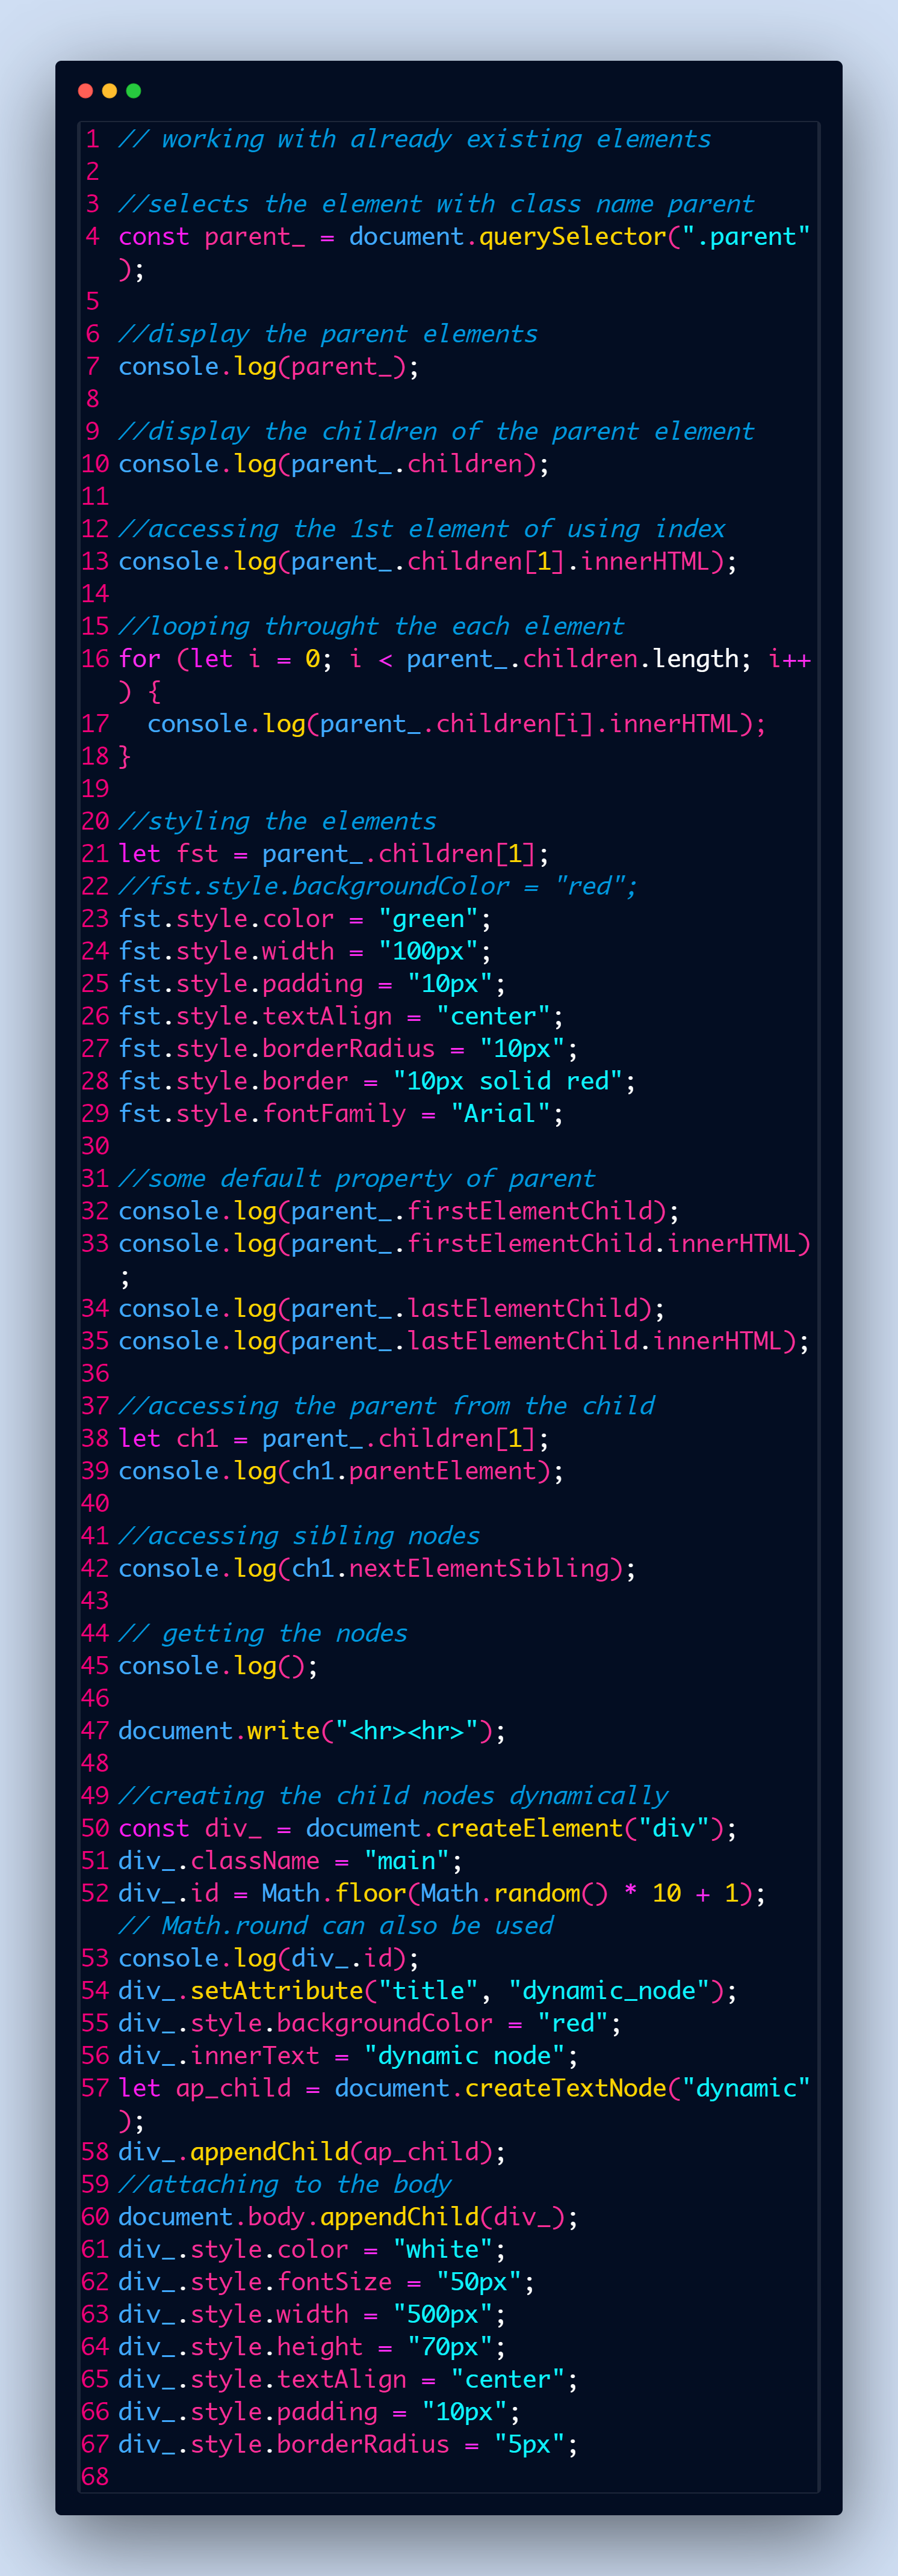 1 // working with already existing elements
2
3 //selects the element with class name parent
4 const parent_ = document.querySelector(".parent"
);
5
6 //display the parent elements
7 console.log(parent_);
8
9 //display the children of the parent element
10 console.log(parent_.children);
11
12 //accessing the 1st element of using index
13 console.log(parent_.children[1].innerHTML);
14
15 //looping throught the each element
16 for (let i = 0; i < parent_.children.length; i++
) {
17   console.log(parent_.children[i].innerHTML);
18 }
19
20 //styling the elements
21 let fst = parent_.children[1];
22 //fst.style.backgroundColor = "red";
23 fst.style.color = "green";
24 fst.style.width = "100px";
25 fst.style.padding = "10px";
26 fst.style.textAlign = "center";
27 fst.style.borderRadius = "10px";
28 fst.style.border = "10px solid red";
29 fst.style.fontFamily = "Arial";
30
31 //some default property of parent
32 console.log(parent_.firstElementChild);
33 console.log(parent_.firstElementChild.innerHTML)
;
34 console.log(parent_.lastElementChild);
35 console.log(parent_.lastElementChild.innerHTML);
36
37 //accessing the parent from the child
38 let ch1 = parent_.children[1];
39 console.log(ch1.parentElement);
40
41 //accessing sibling nodes
42 console.log(ch1.nextElementSibling);
43
44 // getting the nodes
45 console.log();
46
47 document.write("<hr><hr>");
48
49 //creating the child nodes dynamically
50 const div_ = document.createElement("div");
51 div_.className = "main";
52 div_.id = Math.floor(Math.random() * 10 + 1);
// Math.round can also be used
53 console.log(div_.id);
54 div_.setAttribute("title", "dynamic_node");
55 div_.style.backgroundColor = "red";
56 div_.innerText = "dynamic node";
57 let ap_child = document.createTextNode("dynamic"
);
58 div_.appendChild(ap_child);
59 //attaching to the body
60 document.body.appendChild(div_);
61 div_.style.color = "white";
62 div_.style.fontSize = "50px";
63 div_.style.width = "500px";
64 div_.style.height = "70px";
65 div_.style.textAlign = "center";
66 div_.style.padding = "10px";
67 div_.style.borderRadius = "5px";
68